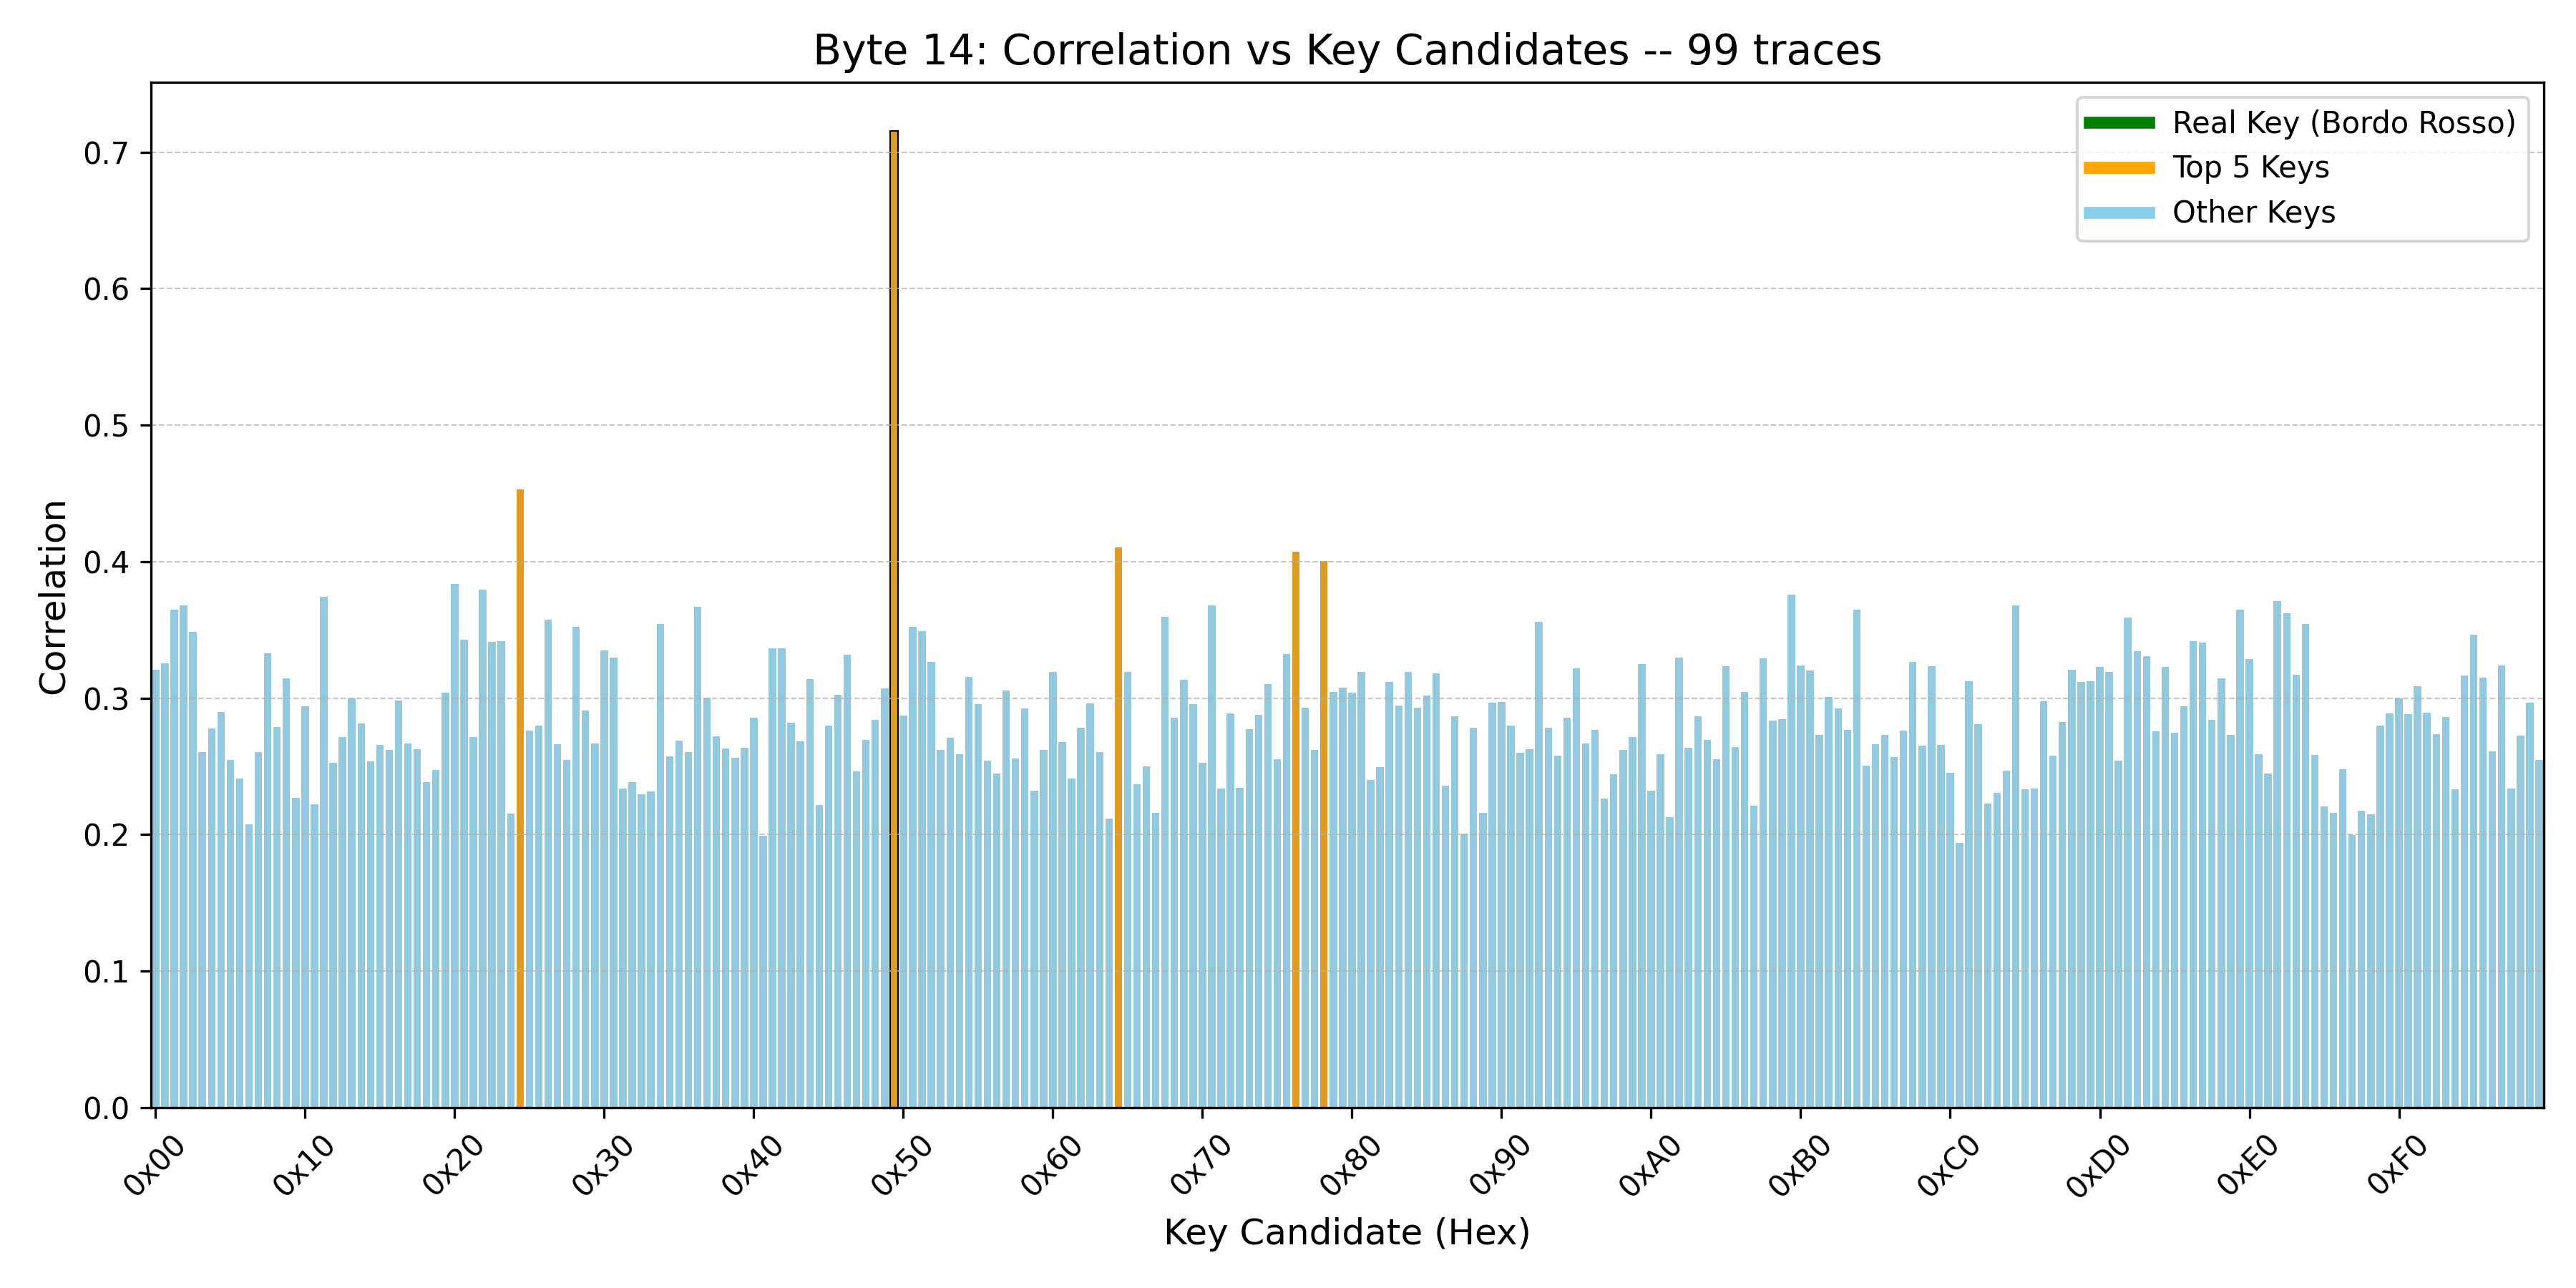 Byte 14: Correlation vs Key Candidates -- 99 traces
Real Key (Bordo Rosso)
Top 5 Keys
Other Keys
Correlation
0.7
0.6
0.5
0.4
0.3
0.2
0.1
0.0
0x00 0x10 0x20 0x30 0x40 0x50 0x60 0x70 0x80 0x90 0xA0 0xB0 0xC0 0xD0 0xE0 0xF0
Key Candidate (Hex)